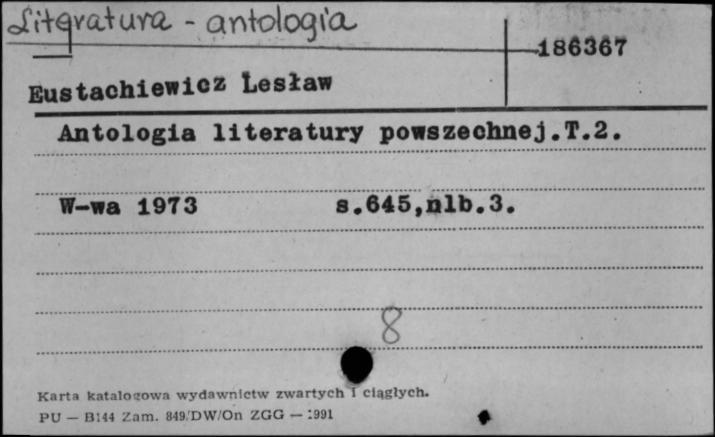 Literatura - antologia
186367
Eustachiewicz Lesław
Antologia literatury powszechnej.T.2.
W-wa 1973 s.645,nlb.3.
8
Karta katalogowa wydawnictw zwartych i ciągłych.
PU — B144 Zam. 849/DW/On ZGG — 1991